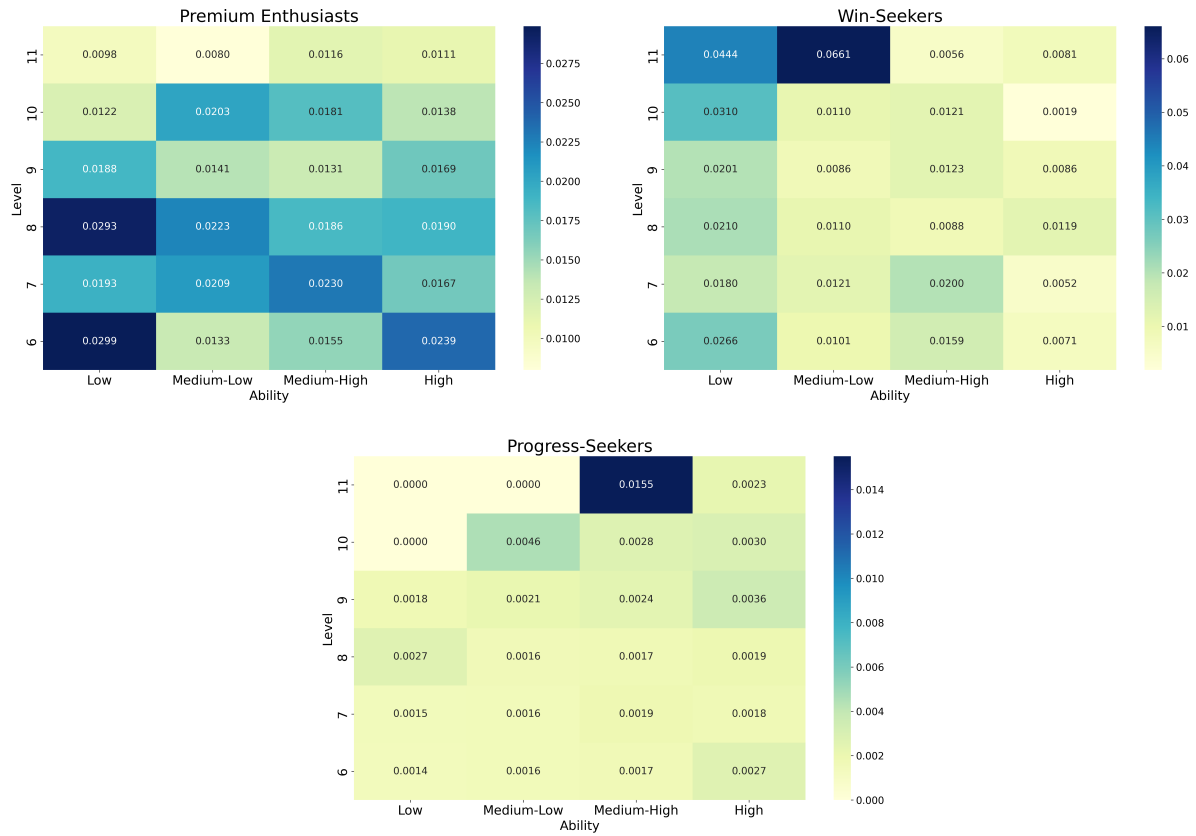 Premium Enthusiasts
Level
11 0.0098 0.0080 0.0116 0.0111
10 0.0122 0.0203 0.0181 0.0138
9 0.0188 0.0141 0.0131 0.0169
8 0.0293 0.0223 0.0186 0.0190
7 0.0193 0.0209 0.0230 0.0167
6 0.0299 0.0133 0.0155 0.0239
Low Medium-Low Medium-High High
Ability
0.0275
0.0250
0.0225
0.0200
0.0175
0.0150
0.0125
0.0100
Win-Seekers
Level
11 0.0444 0.0661 0.0056 0.0081
10 0.0310 0.0110 0.0121 0.0019
9 0.0201 0.0086 0.0123 0.0086
8 0.0210 0.0110 0.0088 0.0119
7 0.0180 0.0121 0.0200 0.0052
6 0.0266 0.0101 0.0159 0.0071
Low Medium-Low Medium-High High
Ability
0.06
0.05
0.04
0.03
0.02
0.01
Progress-Seekers
Level
11 0.0000 0.0000 0.0155 0.0023
10 0.0000 0.0046 0.0028 0.0030
9 0.0018 0.0021 0.0024 0.0036
8 0.0027 0.0016 0.0017 0.0019
7 0.0015 0.0016 0.0019 0.0018
6 0.0014 0.0016 0.0017 0.0027
Low Medium-Low Medium-High High
Ability
0.014
0.012
0.010
0.008
0.006
0.004
0.002
0.000